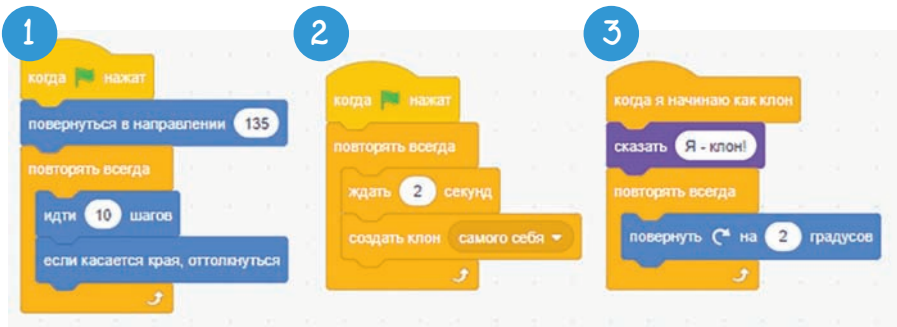 1
когда нажат
повернуться в направлении 135
повторять всегда
идти 10 шагов
если касается края, оттолкнуться
2
когда нажат
повторять всегда
ждать 2 секунд
создать клон самого себя
3
когда я начинаю как клон
сказать Я - клон!
повторять всегда
повернуть на 2 градусов